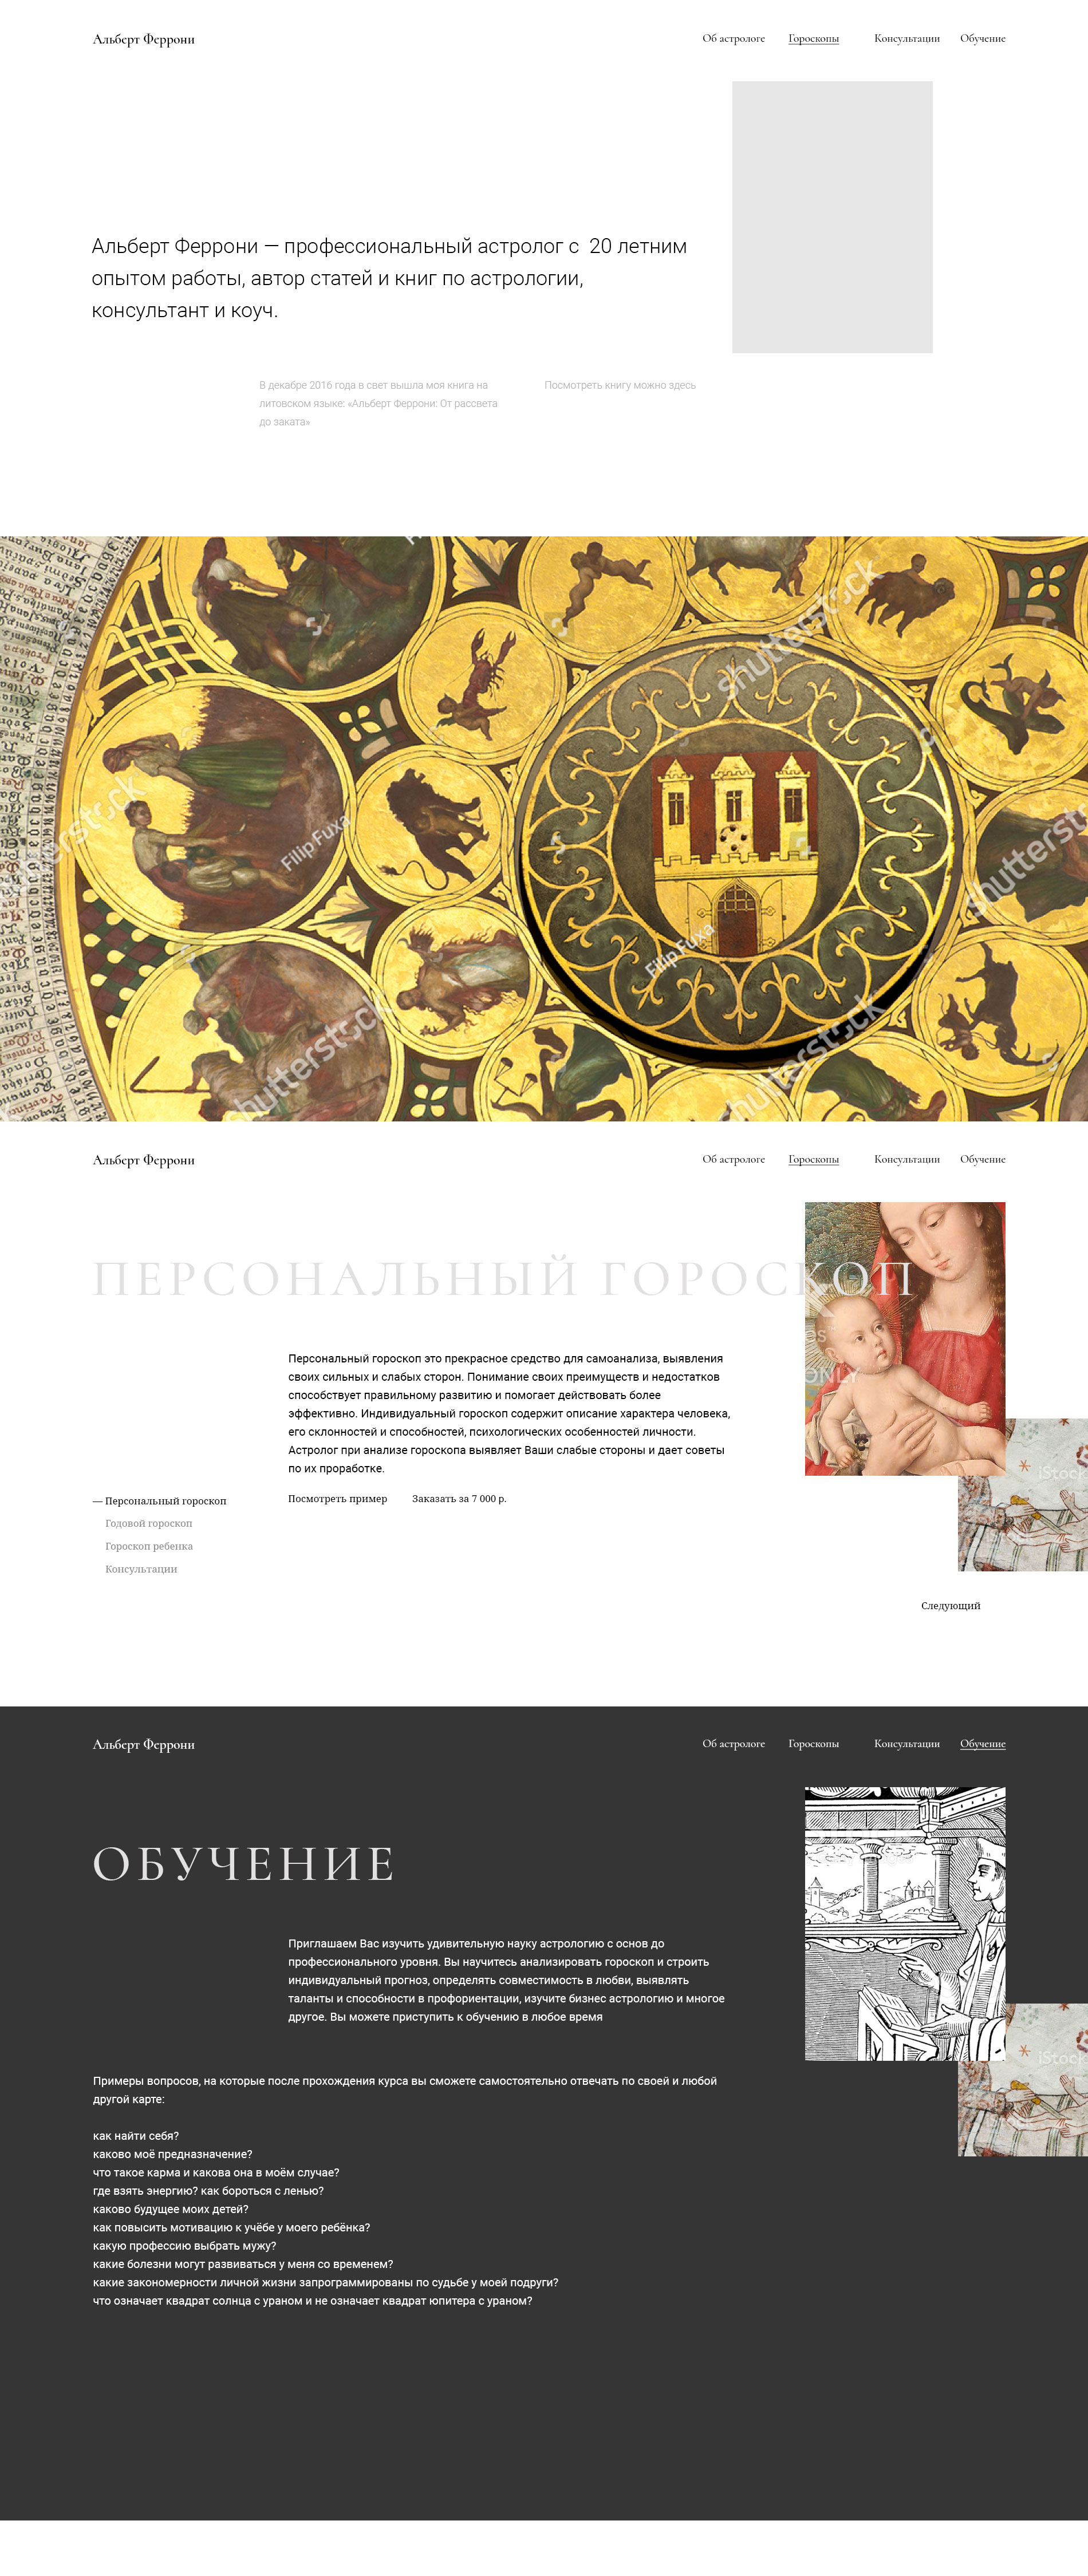 Альберт Феррони
Об астрологе Гороскопы Консультации Обучение
Альберт Феррони — профессиональный астролог с 20 летним
опытом работы, автор статей и книг по астрологии,
консультант и коуч.
В декабре 2016 года в свет вышла моя книга на
литовском языке: «Альберт Феррони: От рассвета
до заката»
Посмотреть книгу можно здесь
shutterstock
shutterstock
FilipFuxa
shutterstock
FilipFuxa
shutterstock
shutterstock
Альберт Феррони
Об астрологе Гороскопы Консультации Обучение
ПЕРСОНАЛЬНЫЙ ГОРОСКОП
ONLY
Персональный гороскоп это прекрасное средство для самоанализа, выявления
своих сильных и слабых сторон. Понимание своих преимуществ и недостатков
способствует правильному развитию и помогает действовать более
эффективно. Индивидуальный гороскоп содержит описание характера человека,
его склонностей и способностей, психологических особенностей личности.
Астролог при анализе гороскопа выявляет Ваши слабые стороны и дает советы
по их проработке.
iStock
Посмотреть пример Заказать за 7 000 р.
— Персональный гороскоп
Годовой гороскоп
Гороскоп ребенка
Консультации
Следующий
Альберт Феррони
Об астрологе Гороскопы Консультации Обучение
ОБУЧЕНИЕ
Приглашаем Вас изучить удивительную науку астрологию с основ до
профессионального уровня. Вы научитесь анализировать гороскоп и строить
индивидуальный прогноз, определять совместимость в любви, выявлять
таланты и способности в профориентации, изучите бизнес астрологию и многое
другое. Вы можете приступить к обучению в любое время
iStock
Примеры вопросов, на которые после прохождения курса вы сможете самостоятельно отвечать по своей и любой
другой карте:
как найти себя?
каково моё предназначение?
что такое карма и какова она в моём случае?
где взять энергию? как бороться с ленью?
каково будущее моих детей?
как повысить мотивацию к учёбе у моего ребёнка?
какую профессию выбрать мужу?
какие болезни могут развиваться у меня со временем?
какие закономерности личной жизни запрограммированы по судьбе у моей подруги?
что означает квадрат солнца с ураном и не означает квадрат юпитера с ураном?